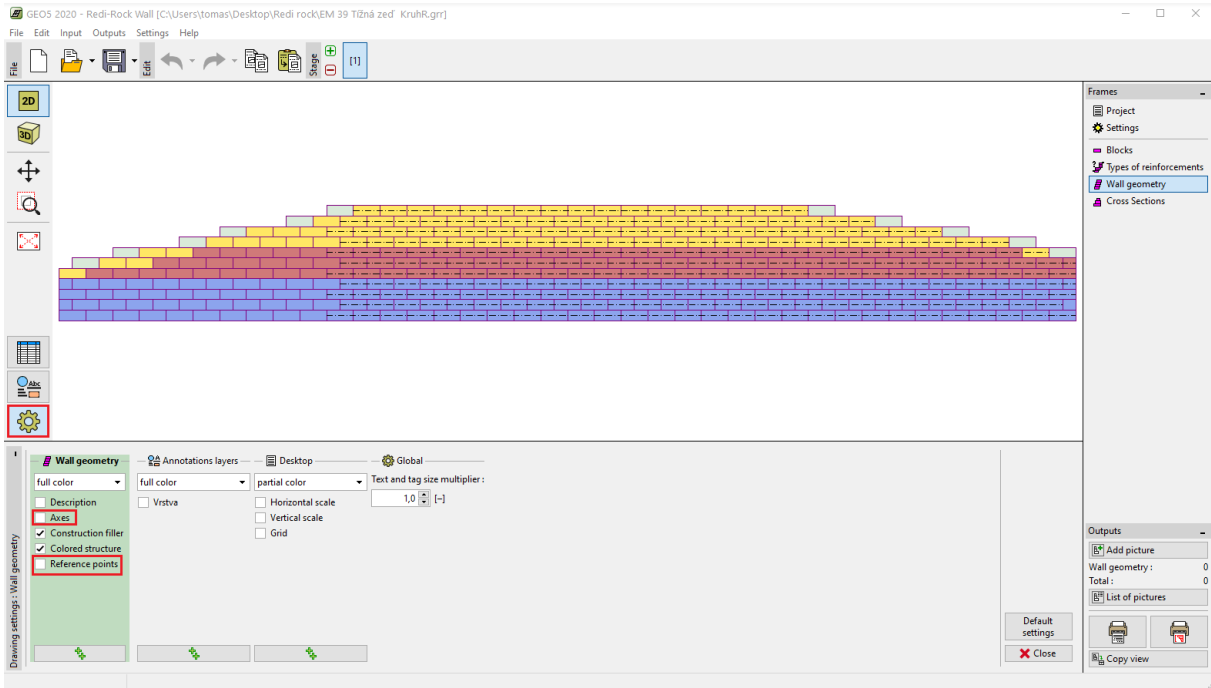 GEO5 2020 - Redi-Rock Wall [C:\Users\tomas\Desktop\Redi rock\EM 39 Tížná zeď  KruhR.grr]
File Edit Input Outputs Settings Help
File
Edit
Stage
[1]
2D
3D
Abc
Frames
Project
Settings
Blocks
Types of reinforcements
Wall geometry
Cross Sections
Drawing settings : Wall geometry
Wall geometry
full color
Description
Axes
Construction filler
Colored structure
Reference points
Annotations layers
full color
Vrstva
Desktop
partial color
Horizontal scale
Vertical scale
Grid
Global
Text and tag size multiplier :
1,0 [–]
Default
settings
Close
Outputs
Add picture
Wall geometry : 0
Total : 0
List of pictures
Copy view